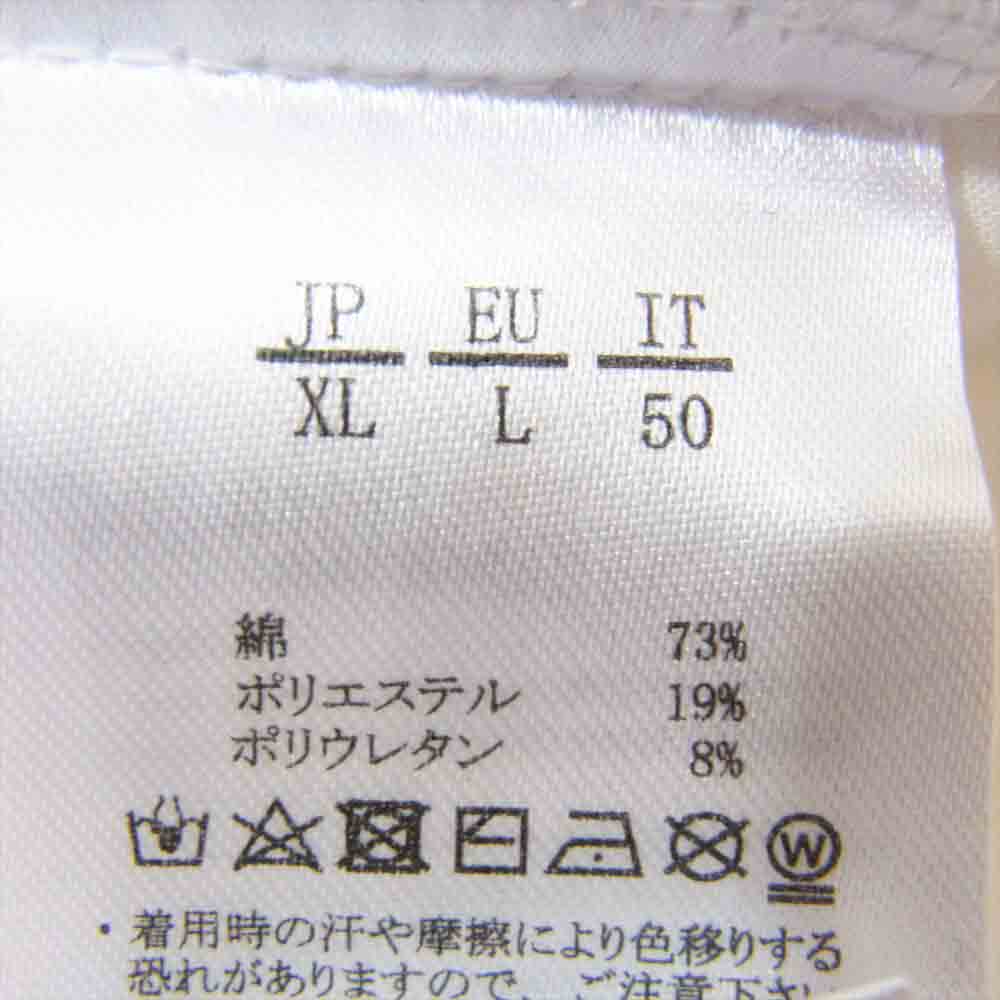 JP EU IT
XL L 50
綿 73%
ポリエステル 19%
ポリウレタン 8%
W
・着用時の汗や摩擦により色移りする
恐れがありますので、ご注意下さい